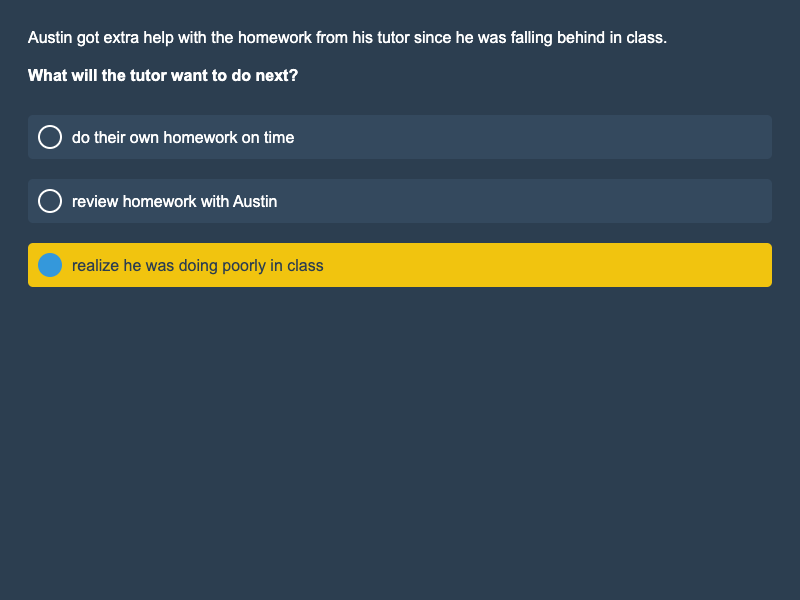 Austin got extra help with the homework from his tutor since he was falling behind in class.
What will the tutor want to do next?
do their own homework on time
review homework with Austin
realize he was doing poorly in class